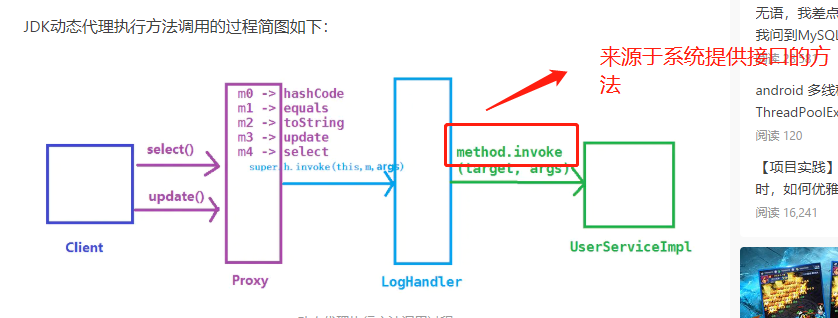 JDK动态代理执行方法调用的过程简图如下：
来源于系统提供接口的方
法
m0 -> hashCode
m1 -> equals
m2 -> toString
m3 -> update
m4 -> select
super.h.invoke(this,m,args)
select()
update()
method.invoke
(target, args)
Client
Proxy
LogHandler
UserServiceImpl
无语，我差点
我问到MySQL
android 多线程
ThreadPoolEx
阅读 120
【项目实践】
时，如何优雅
阅读 16,241